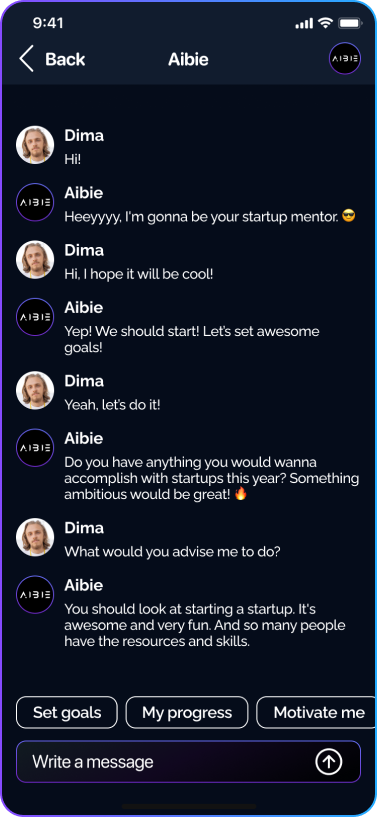 9:41
Back
Aibie
AIBIE
Dima
Hi!
AIBIE
Aibie
Heeyyyy, I'm gonna be your startup mentor. 😎
Dima
Hi, I hope it will be cool!
AIBIE
Aibie
Yep! We should start! Let's set awesome
goals!
Dima
Yeah, let's do it!
AIBIE
Aibie
Do you have anything you would wanna
accomplish with startups this year? Something
ambitious would be great! 🔥
Dima
What would you advise me to do?
AIBIE
Aibie
You should look at starting a startup. It's
awesome and very fun. And so many people
have the resources and skills.
Set goals
My progress
Motivate me
Write a message